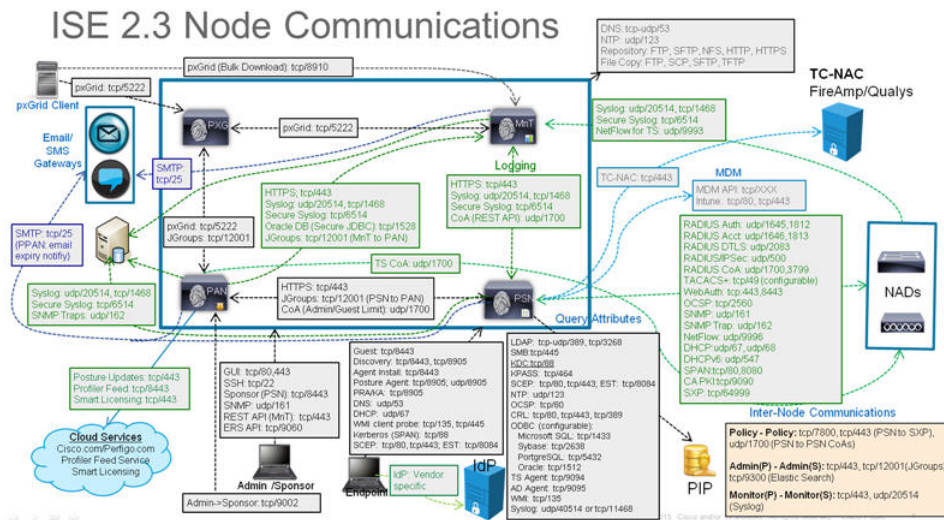 ISE 2.3 Node Communications
DNS: tcp-udp/53
NTP: udp/123
Repository: FTP, SFTP, NFS, HTTP, HTTPS
File Copy: FTP, SCP, SFTP, TFTP
pxGrid (Bulk Download): tcp/8910
pxGrid: tcp/5222
pxGrid Client
TC-NAC
FireAmp/Qualys
PXG
pxGrid: tcp/5222
MnT
Syslog: udp/20514, tcp/1468
Secure Syslog: tcp/6514
NetFlow for TS: udp/9993
Email/
SMS
Gateways
SMTP:
tcp/25
Logging
TC-NAC: tcp/443
MDM
MDM API: tcp/XXX
Intune: tcp/80, tcp/443
HTTPS: tcp/443
Syslog: udp/20514, tcp/1468
Secure Syslog: tcp/6514
Oracle DB (Secure JDBC): tcp/1528
JGroups: tcp/12001 (MnT to PAN)
HTTPS: tcp/443
Syslog: udp/20514, tcp/1468
Secure Syslog: tcp/6514
CoA (REST API): udp/1700
pxGrid: tcp/5222
JGroups: tcp/12001
SMTP: tcp/25
(PPAN: email
expiry notifiy)
TS CoA: udp/1700
RADIUS Auth: udp/1645,1812
RADIUS Acct: udp/1646,1813
RADIUS DTLS: udp/2083
RADIUS/IPSec: udp/500
RADIUS CoA: udp/1700,3799
TACACS+: tcp/49 (configurable)
WebAuth: tcp/443,8443
OCSP: tcp/2560
SNMP: udp/161
SNMP Trap: udp/162
NetFlow: udp/9996
DHCP:udp/67, udp/68
DHCPv6: udp/547
SPAN:tcp/80,8080
CA PKI:tcp/9090
SXP: tcp/64999
NADs
PAN
HTTPS: tcp/443
JGroups: tcp/12001 (PSN to PAN)
CoA (Admin/Guest Limit): udp/1700
PSN
Syslog: udp/20514, tcp/1468
Secure Syslog: tcp/6514
SNMP Traps: udp/162
Query Attributes
Posture Updates: tcp/443
Profiler Feed: tcp/8443
Smart Licensing: tcp/443
GUI: tcp/80,443
SSH: tcp/22
Sponsor (PSN): tcp/8443
SNMP: udp/161
REST API (MnT): tcp/443
ERS API: tcp/9060
Guest: tcp/8443
Discovery: tcp/8443, tcp/8905
Agent Install: tcp/8443
Posture Agent: tcp/8905; udp/8905
PRA/KA: tcp/8905
DNS: udp/53
DHCP: udp/67
WMI client probe: tcp/135, tcp/445
Kerberos (SPAN): tcp/88
SCEP: tcp/80, tcp/443, EST: tcp/8084
LDAP: tcp-udp/389, tcp/3268
SMB:tcp/445
KDC:tcp/88
KPASS: tcp/464
SCEP: tcp/80, tcp/443; EST: tcp/8084
NTP: udp/123
OCSP: tcp/80
CRL: tcp/80, tcp/443, tcp/389
ODBC (configurable):
Microsoft SQL: tcp/1433
Sybase: tcp/2638
PortgreSQL: tcp/5432
Oracle: tcp/1512
TS Agent: tcp/9094
AD Agent: tcp/9095
WMI: tcp/135
Syslog: udp/40514 or tcp/11468
Inter-Node Communications
Policy - Policy: tcp/7800, tcp/443 (PSN to SXP),
udp/1700 (PSN to PSN CoAs)
Admin(P) - Admin(S): tcp/443, tcp/12001(JGroups)
tcp/9300 (Elastic Search)
Monitor(P) - Monitor(S): tcp/443, udp/20514
(Syslog)
Cloud Services
Cisco.com/Perfigo.com
Profiler Feed Service
Smart Licensing
Admin /Sponsor
Admin->Sponsor: tcp/9002
Endpoint
IdP: Vendor
specific
IdP
PIP